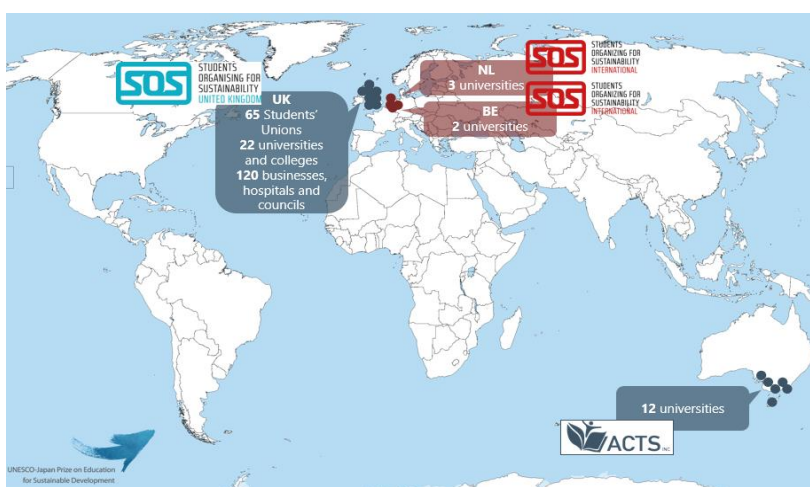 SOS
STUDENTS
ORGANISING FOR
SUSTAINABILITY
UNITED KINGDOM
UK
65 Students'
Unions
22 universities
and colleges
120 businesses,
hospitals and
councils
NL
3 universities
BE
2 universities
SOS
STUDENTS
ORGANIZING FOR
SUSTAINABILITY
INTERNATIONAL
SOS
STUDENTS
ORGANIZING FOR
SUSTAINABILITY
INTERNATIONAL
12 universities
ACTS INC
UNESCO-Japan Prize on Education
for Sustainable Development